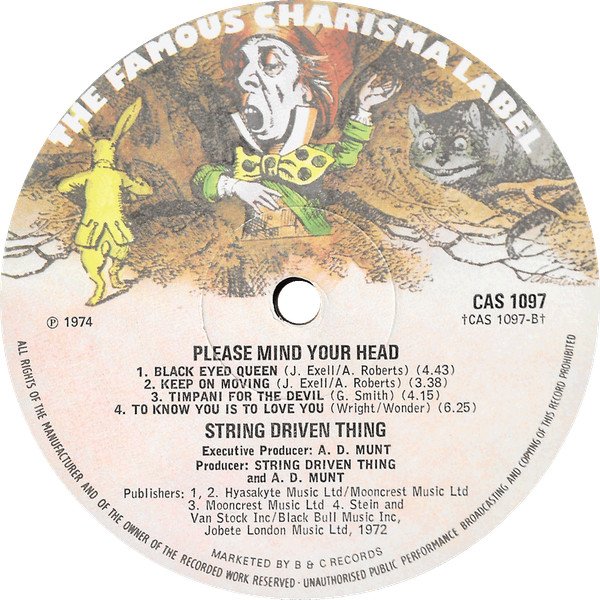 THE FAMOUS CHARISMA LABEL
CAS 1097
℗ 1974
†CAS 1097-B†
PLEASE MIND YOUR HEAD
1. BLACK EYED QUEEN (J. Exell/A. Roberts) (4.43)
2. KEEP ON MOVING (J. Exell/A. Roberts) (3.38)
3. TIMPANI FOR THE DEVIL (G. Smith) (4.15)
4. TO KNOW YOU IS TO LOVE YOU (Wright/Wonder) (6.25)
STRING DRIVEN THING
Executive Producer: A. D. MUNT
Producer: STRING DRIVEN THING
and A. D. MUNT
Publishers: 1, 2. Hyasakyte Music Ltd/Mooncrest Music Ltd
3. Mooncrest Music Ltd 4. Stein and
Van Stock Inc/Black Bull Music Inc,
Jobete London Music Ltd, 1972
MARKETED BY B & C RECORDS
ALL RIGHTS OF THE MANUFACTURER AND OF THE OWNER OF THE RECORDED WORK RESERVED · UNAUTHORISED PUBLIC PERFORMANCE BROADCASTING AND COPYING OF THIS RECORD PROHIBITED